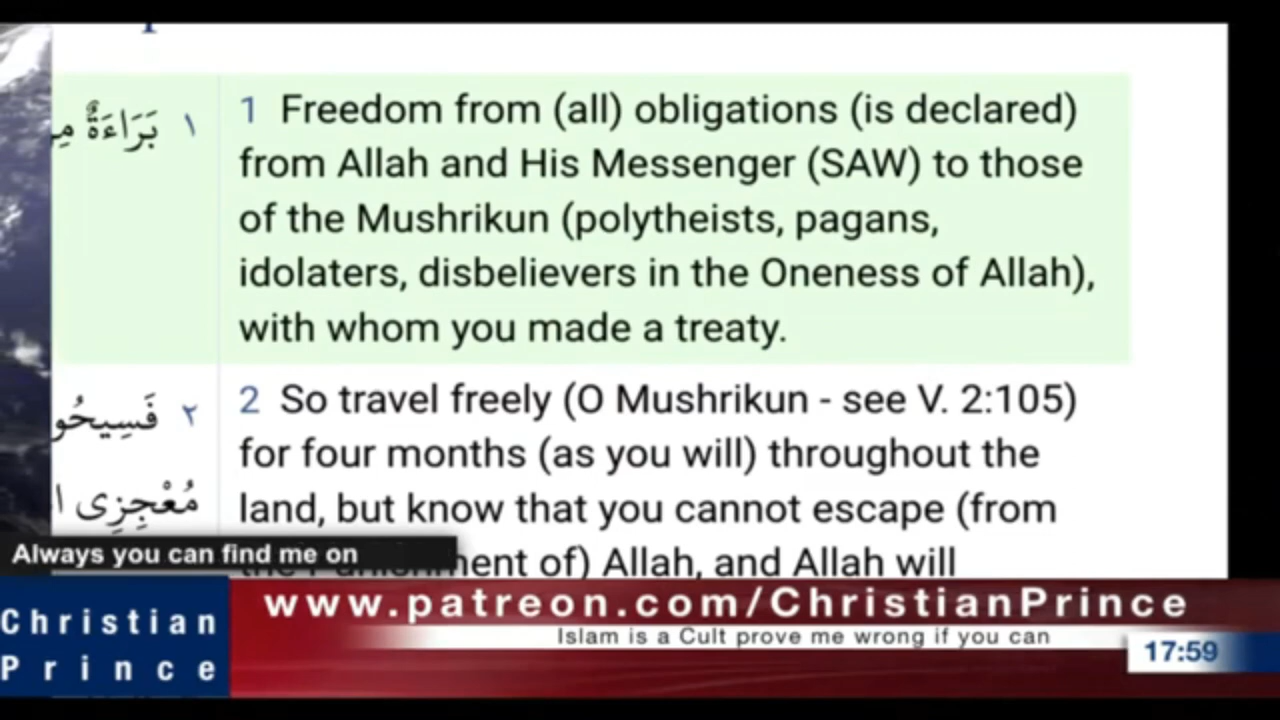 ١ بَرَاءَةٌ
1 Freedom from (all) obligations (is declared)
from Allah and His Messenger (SAW) to those
of the Mushrikun (polytheists, pagans,
idolaters, disbelievers in the Oneness of Allah),
with whom you made a treaty.
٢
مُعْجِزِى
2 So travel freely (O Mushrikun - see V. 2:105)
for four months (as you will) throughout the
land, but know that you cannot escape (from
of) Allah, and Allah will
Always you can find me on
Christian
Prince
www.patreon.com/ChristianPrince
Islam is a Cult prove me wrong if you can
17:59